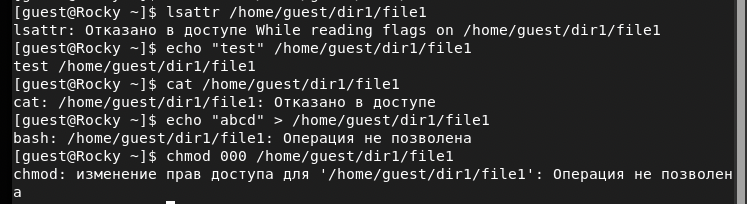 [guest@Rocky ~]$ lsattr /home/guest/dir1/file1
lsattr: Отказано в доступе While reading flags on /home/guest/dir1/file1
[guest@Rocky ~]$ echo "test" /home/guest/dir1/file1
test /home/guest/dir1/file1
[guest@Rocky ~]$ cat /home/guest/dir1/file1
cat: /home/guest/dir1/file1: Отказано в доступе
[guest@Rocky ~]$ echo "abcd" > /home/guest/dir1/file1
bash: /home/guest/dir1/file1: Операция не позволена
[guest@Rocky ~]$ chmod 000 /home/guest/dir1/file1
chmod: изменение прав доступа для '/home/guest/dir1/file1': Операция не позволен
а